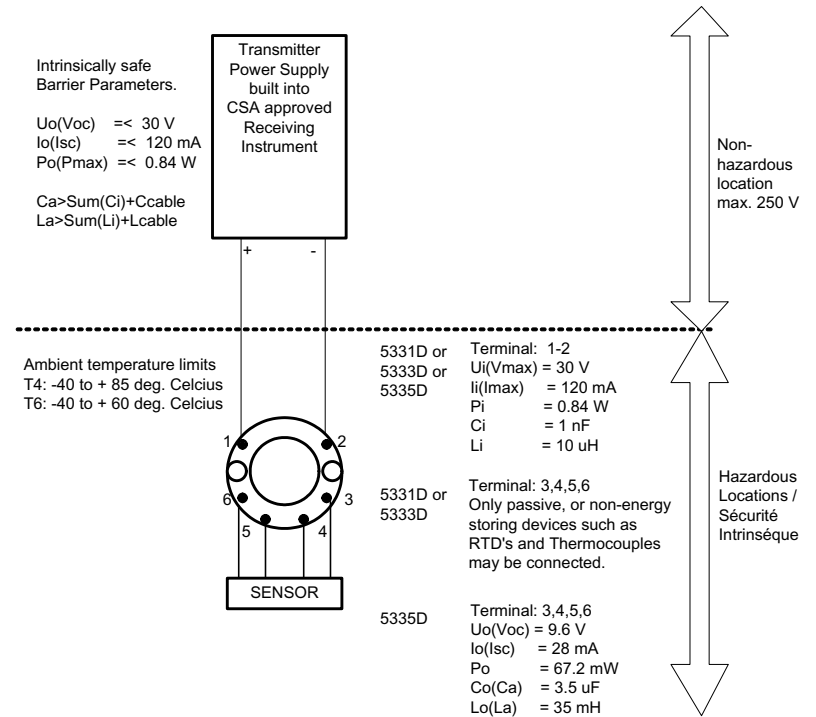 Transmitter
Power Supply
built into
CSA approved
Receiving
Instrument
Intrinsically safe
Barrier Parameters.
Uo(Voc) =< 30 V
Io(Isc) =< 120 mA
Po(Pmax) =< 0.84 W
Ca>Sum(Ci)+Ccable
La>Sum(Li)+Lcable
+ -
Non-
hazardous
location
max. 250 V
Ambient temperature limits
T4: -40 to + 85 deg. Celcius
T6: -40 to + 60 deg. Celcius
5331D or
5333D or
5335D
Terminal: 1-2
Ui(Vmax) = 30 V
Ii(Imax) = 120 mA
Pi = 0.84 W
Ci = 1 nF
Li = 10 uH
1 2
6 3
5 4
SENSOR
5331D or
5333D
Terminal: 3,4,5,6
Only passive, or non-energy
storing devices such as
RTD's and Thermocouples
may be connected.
Hazardous
Locations /
Sécurité
Intrinséque
5335D
Terminal: 3,4,5,6
Uo(Voc) = 9.6 V
Io(Isc) = 28 mA
Po = 67.2 mW
Co(Ca) = 3.5 uF
Lo(La) = 35 mH